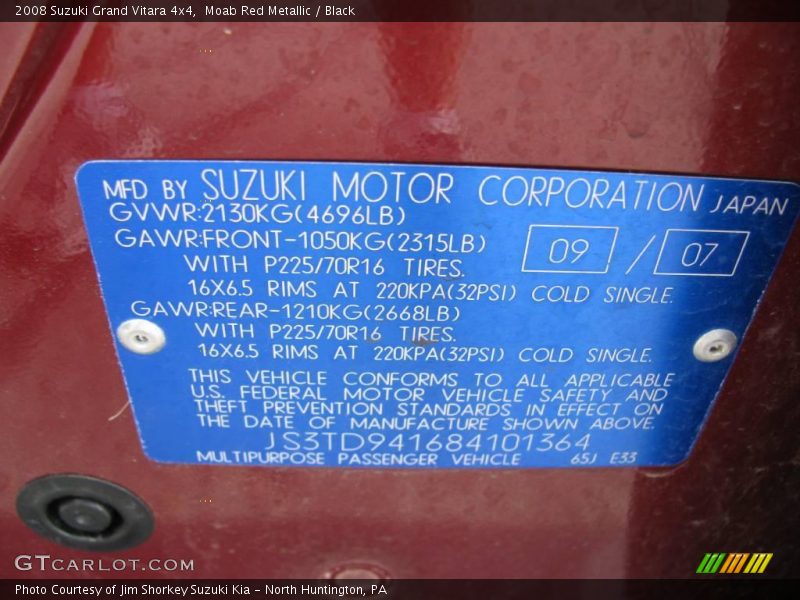 2008 Suzuki Grand Vitara 4x4,  Moab Red Metallic / Black
MFD BY SUZUKI MOTOR CORPORATION JAPAN
GVWR:2130KG(4696LB)
GAWR:FRONT-1050KG(2315LB) 09 / 07
WITH P225/70R16 TIRES.
16X6.5 RIMS AT 220KPA(32PSI) COLD SINGLE.
GAWR:REAR-1210KG(2668LB)
WITH P225/70R16 TIRES.
16X6.5 RIMS AT 220KPA(32PSI) COLD SINGLE.
THIS VEHICLE CONFORMS TO ALL APPLICABLE
U.S. FEDERAL MOTOR VEHICLE SAFETY AND
THEFT PREVENTION STANDARDS IN EFFECT ON
THE DATE OF MANUFACTURE SHOWN ABOVE.
JS3TD941684101364
MULTIPURPOSE PASSENGER VEHICLE 65J E33
GTCARLOT.COM
Photo Courtesy of Jim Shorkey Suzuki Kia - North Huntington, PA